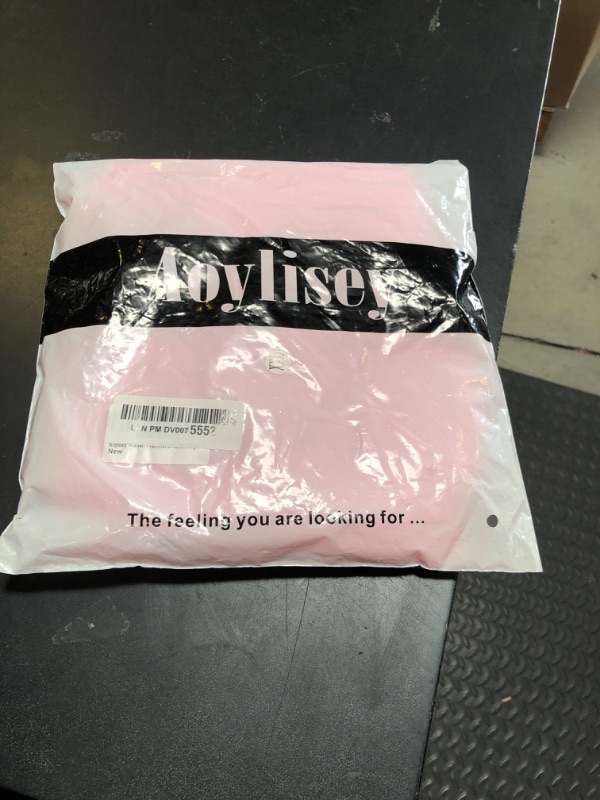 Aoylisey
PM DV007 5552
New
The feeling you are looking for ...